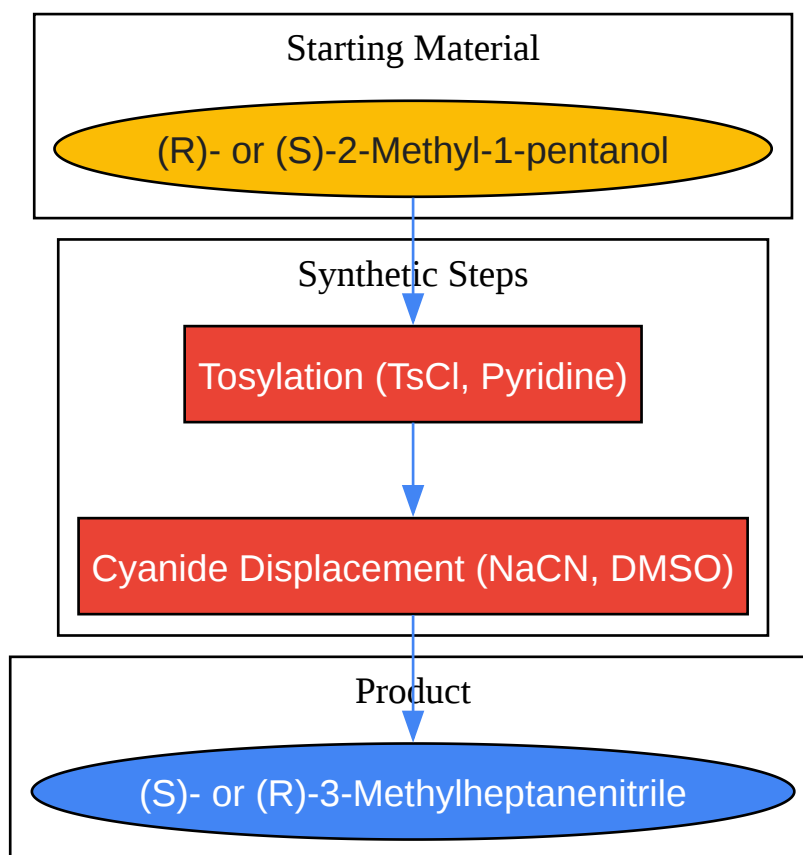 Starting Material
(R)- or (S)-2-Methyl-1-pentanol
Synthetic Steps
Tosylation (TsCl, Pyridine)
Cyanide Displacement (NaCN, DMSO)
Product
(S)- or (R)-3-Methylheptanenitrile